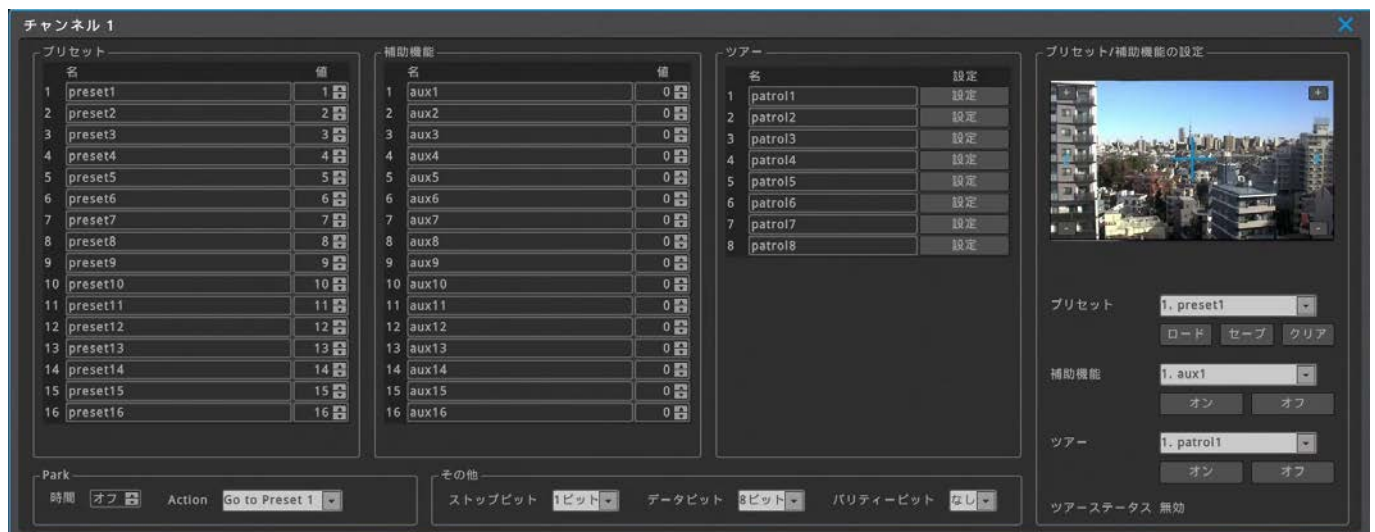 チャンネル 1
プリセット
名 値
1 preset1 1
2 preset2 2
3 preset3 3
4 preset4 4
5 preset5 5
6 preset6 6
7 preset7 7
8 preset8 8
9 preset9 9
10 preset10 10
11 preset11 11
12 preset12 12
13 preset13 13
14 preset14 14
15 preset15 15
16 preset16 16
補助機能
名 値
1 aux1 0
2 aux2 0
3 aux3 0
4 aux4 0
5 aux5 0
6 aux6 0
7 aux7 0
8 aux8 0
9 aux9 0
10 aux10 0
11 aux11 0
12 aux12 0
13 aux13 0
14 aux14 0
15 aux15 0
16 aux16 0
ツアー
名 設定
1 patrol1 設定
2 patrol2 設定
3 patrol3 設定
4 patrol4 設定
5 patrol5 設定
6 patrol6 設定
7 patrol7 設定
8 patrol8 設定
プリセット/補助機能の設定
プリセット 1. preset1
ロード セーブ クリア
補助機能 1. aux1
オン オフ
ツアー 1. patrol1
オン オフ
ツアーステータス 無効
Park
時間 オフ Action Go to Preset 1
その他
ストップビット 1ビット データビット 8ビット パリティービット なし